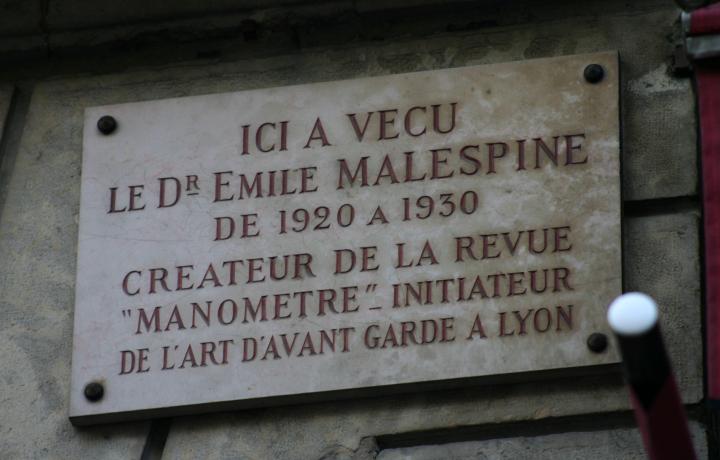 ICI A VECU
LE DR EMILE MALESPINE
DE 1920 A 1930
CREATEUR DE LA REVUE
"MANOMETRE" INITIATEUR
DE L'ART D'AVANT GARDE A LYON